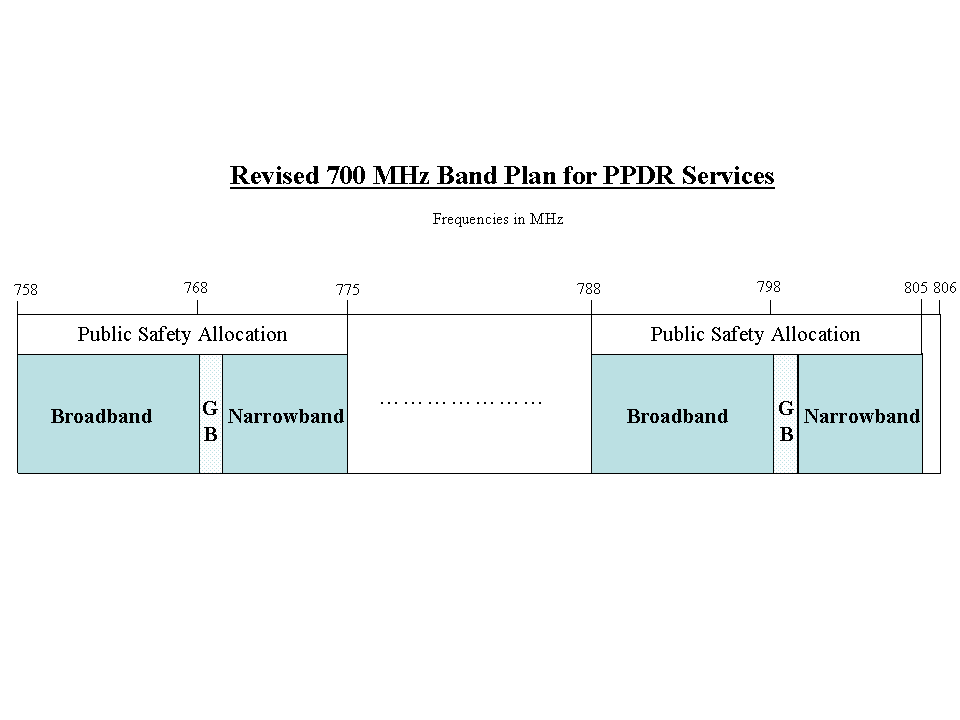 Revised 700 MHz Band Plan for PPDR Services
Frequencies in MHz
758 768 775 788 798 805 806
Public Safety Allocation Public Safety Allocation
Broadband G B Narrowband ..................... Broadband G B Narrowband